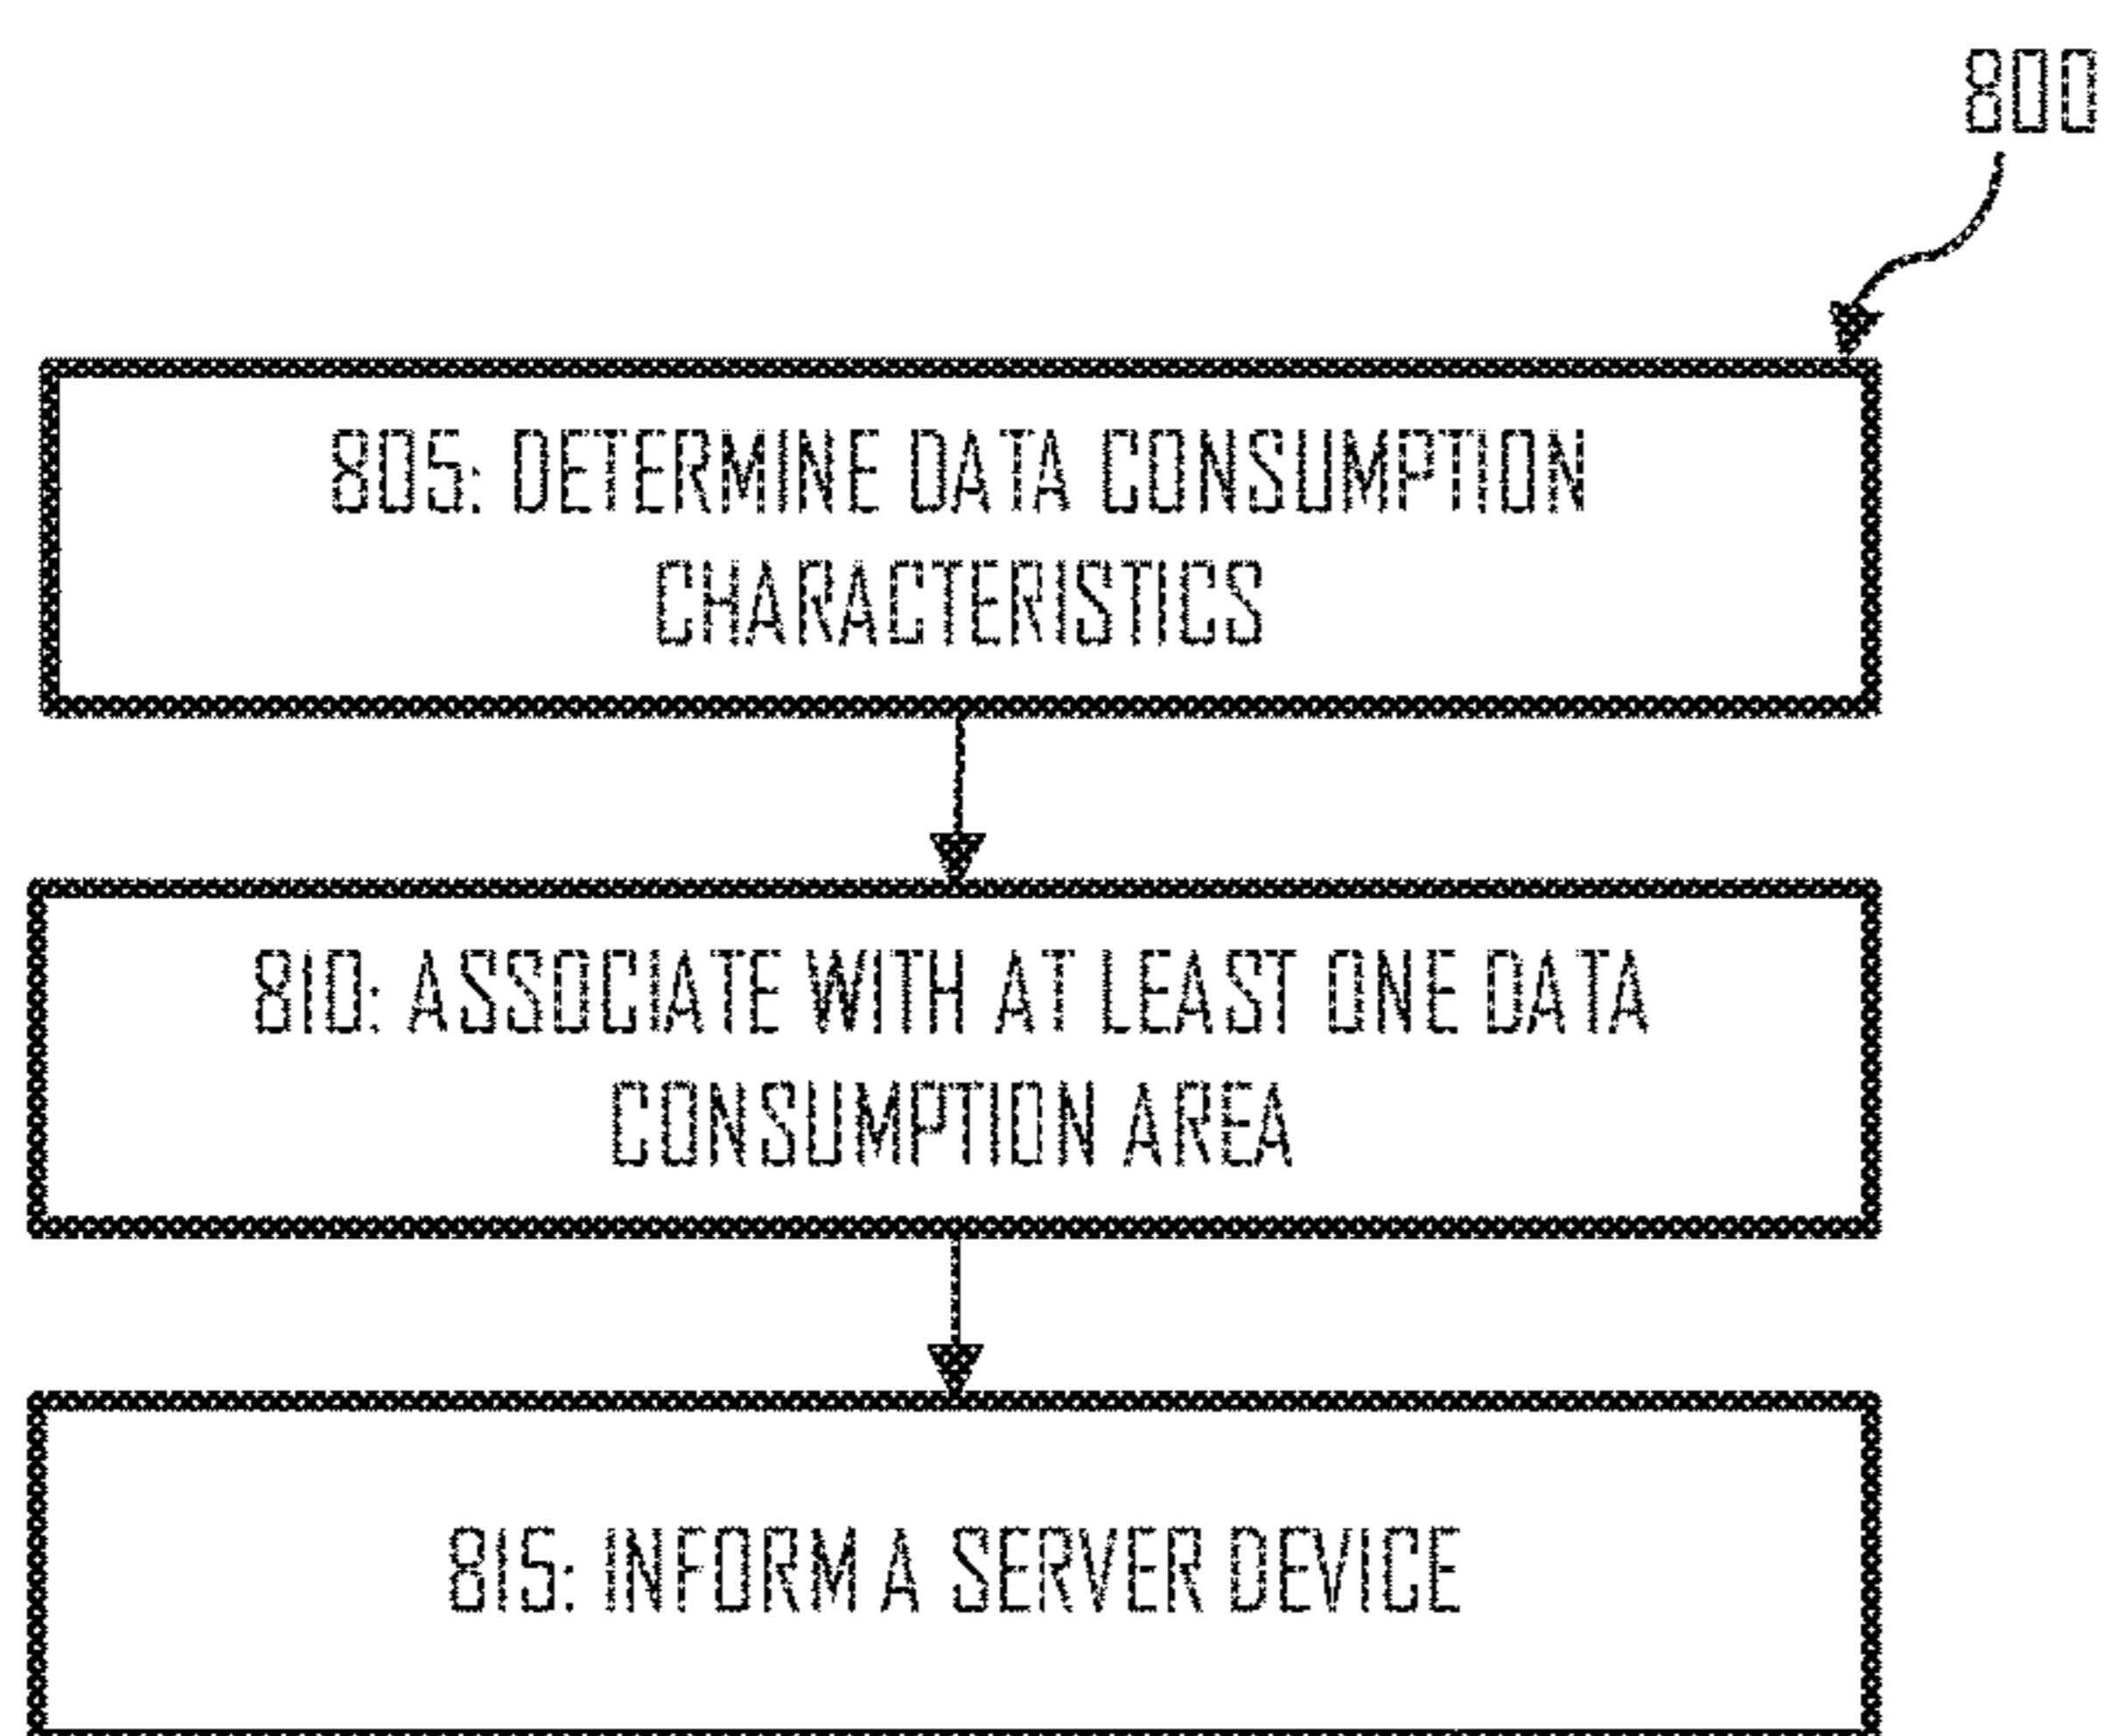 800
805: DETERMINE DATA CONSUMPTION
CHARACTERISTICS
810: ASSOCIATE WITH AT LEAST ONE DATA
CONSUMPTION AREA
815: INFORM A SERVER DEVICE